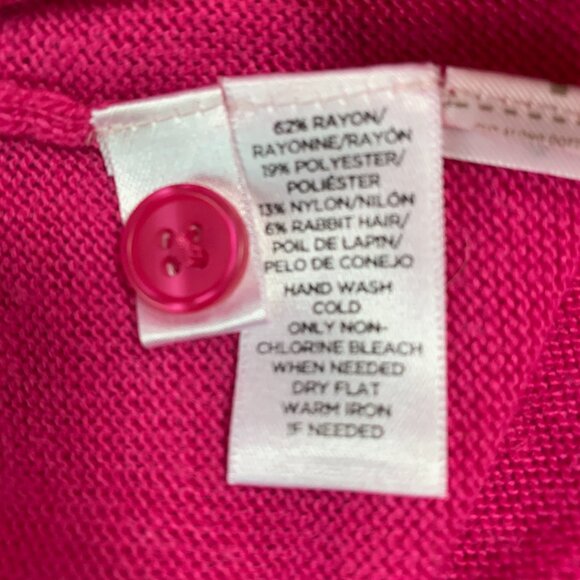 62% RAYON/
RAYONNE/RAYÓN
19% POLYESTER/
POLIÉSTER
13% NYLON/NILÓN
6% RABBIT HAIR/
POIL DE LAPIN/
PELO DE CONEJO
HAND WASH
COLD
ONLY NON-
CHLORINE BLEACH
WHEN NEEDED
DRY FLAT
WARM IRON
IF NEEDED